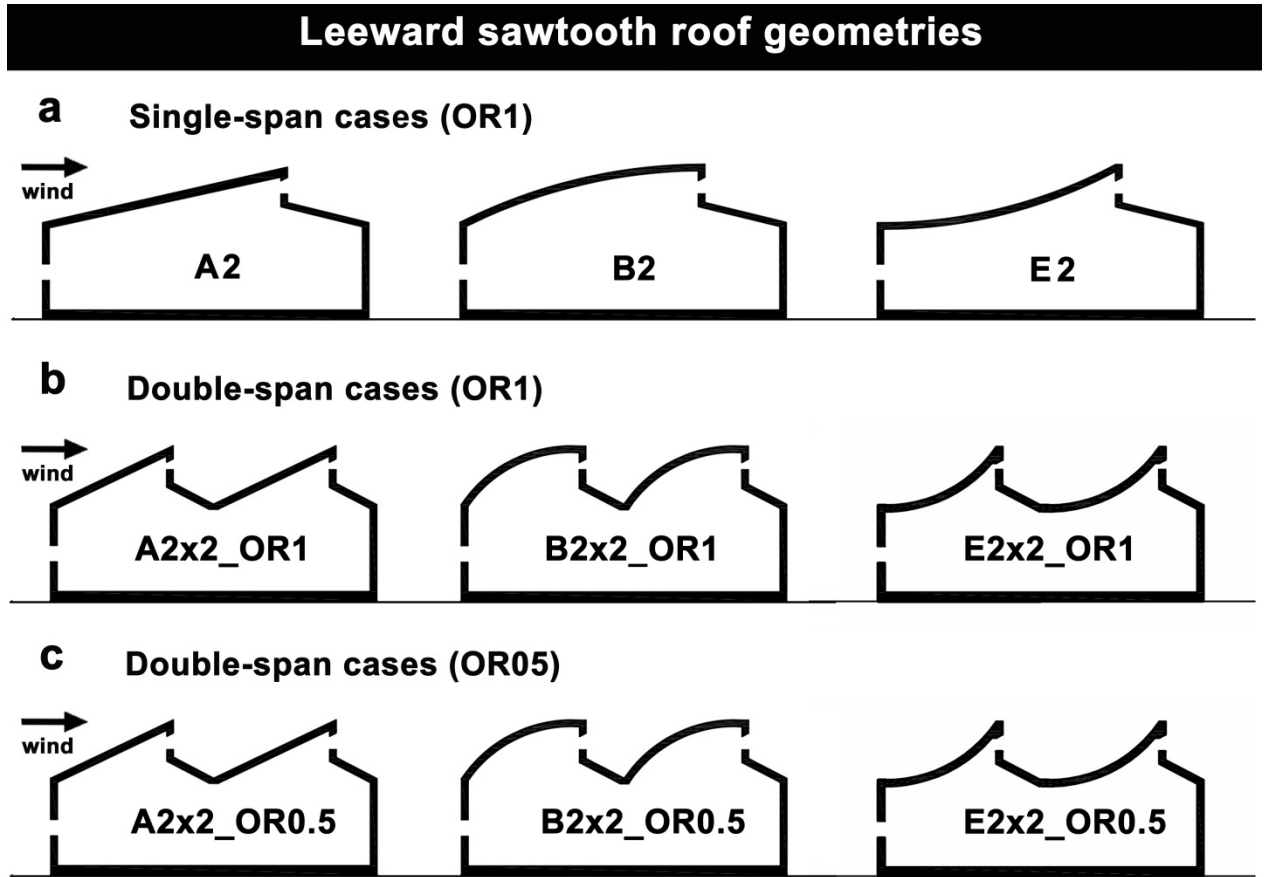 Leeward sawtooth roof geometries
a Single-span cases (OR1)
wind
A2 B2 E2
b Double-span cases (OR1)
wind
A2x2_OR1 B2x2_OR1 E2x2_OR1
c Double-span cases (OR05)
wind
A2x2_OR0.5 B2x2_OR0.5 E2x2_OR0.5